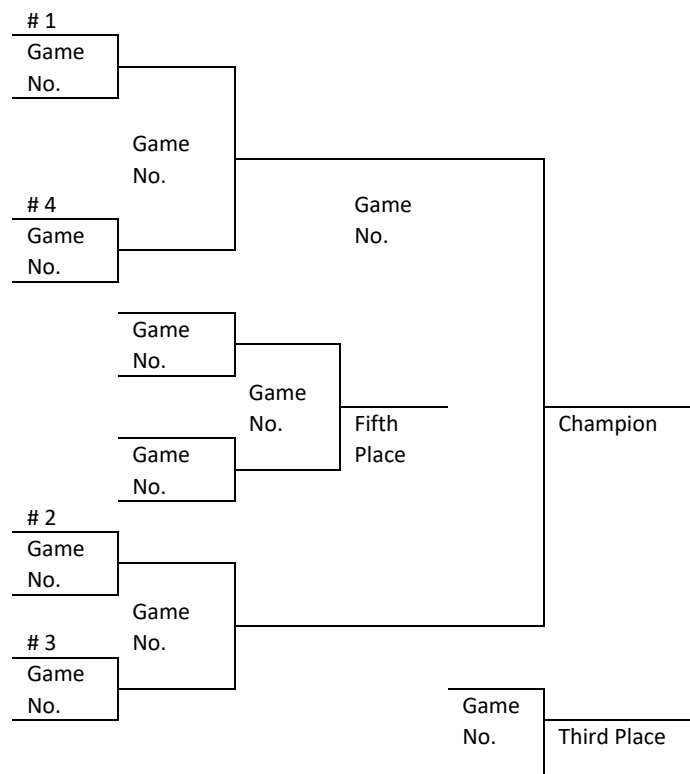 # 1
Game
No.
Game
No.
# 4
Game
No.
Game
No.
Game
No.
Game
No.
Fifth
Place
Champion
Game
No.
# 2
Game
No.
Game
No.
# 3
Game
No.
Game
No.
Third Place